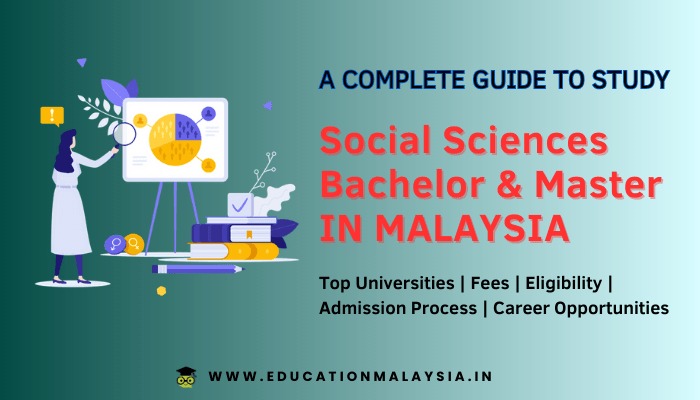 A COMPLETE GUIDE TO STUDY
Social Sciences
Bachelor & Master
IN MALAYSIA
Top Universities | Fees | Eligibility |
Admission Process | Career Opportunities
WWW.EDUCATIONMALAYSIA.IN